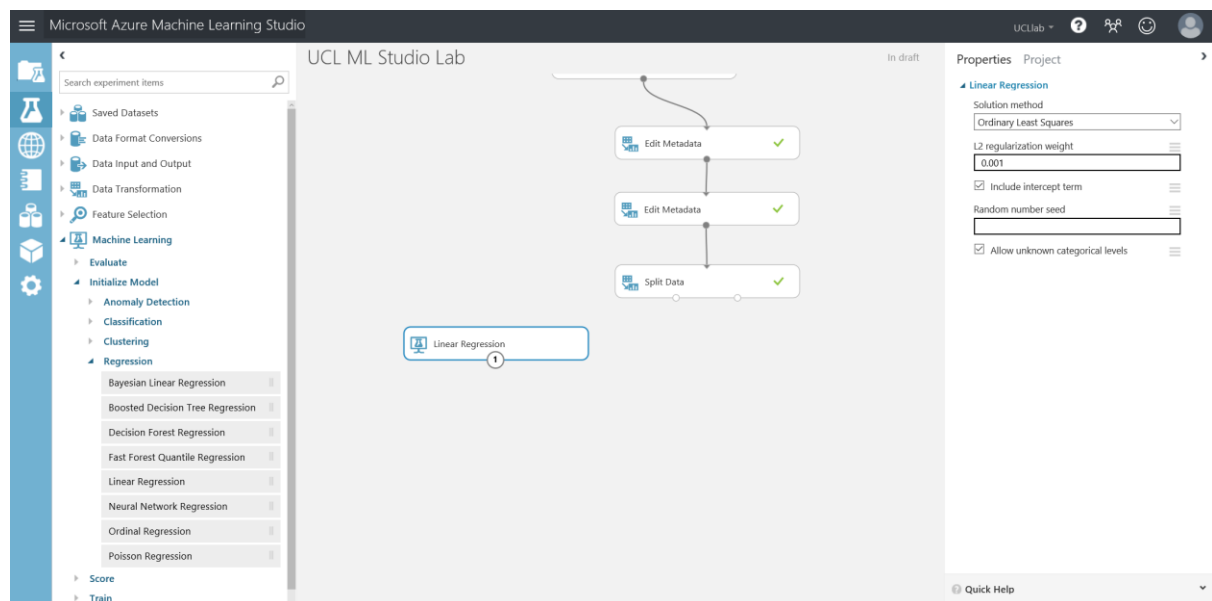 Microsoft Azure Machine Learning Studio
UCLlab
?
Search experiment items
Saved Datasets
Data Format Conversions
Data Input and Output
Data Transformation
Feature Selection
Machine Learning
Evaluate
Initialize Model
Anomaly Detection
Classification
Clustering
Regression
Bayesian Linear Regression
Boosted Decision Tree Regression
Decision Forest Regression
Fast Forest Quantile Regression
Linear Regression
Neural Network Regression
Ordinal Regression
Poisson Regression
Score
Train
UCL ML Studio Lab
In draft
Edit Metadata
Edit Metadata
Split Data
Linear Regression
1
Properties Project
Linear Regression
Solution method
Ordinary Least Squares
L2 regularization weight
0.001
Include intercept term
Random number seed
Allow unknown categorical levels
? Quick Help